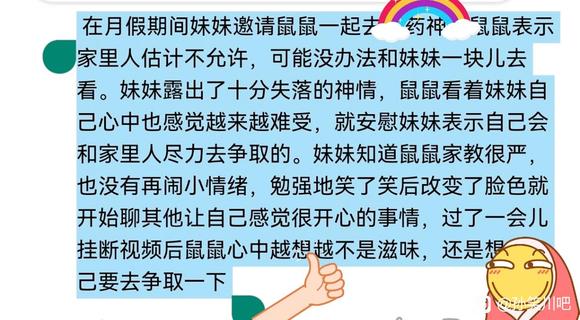 在月假期间妹妹邀请鼠鼠一起去 药神 鼠鼠表示
家里人估计不允许，可能没办法和妹妹一块儿去
看。妹妹露出了十分失落的神情，鼠鼠看着妹妹自
己心中也感觉越来越难受，就安慰妹妹表示自己会
和家里人尽力去争取的。妹妹知道鼠鼠家教很严，
也没有再闹小情绪，勉强地笑了笑后改变了脸色就
开始聊其他让自己感觉很开心的事情，过了一会儿
挂断视频后鼠鼠心中越想越不是滋味，还是想
己要去争取一下
@孙笑川吧